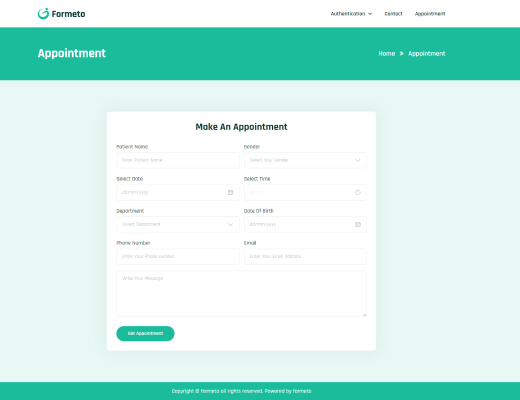 Formeto
Authentication Contact Appointment
Appointment
Home » Appointment
Make An Appointment
Patient Name Gender
Enter Patient Name Select Your Gender
Select Date Select Time
dd/mm/yyyy
Department Date Of Birth
Select Department dd/mm/yyyy
Phone Number Email
Enter Your Phone Number Enter Your Email Address
Write Your Message
Get Appointment
Copyright © formeto all rights reserved. Powered by formeto